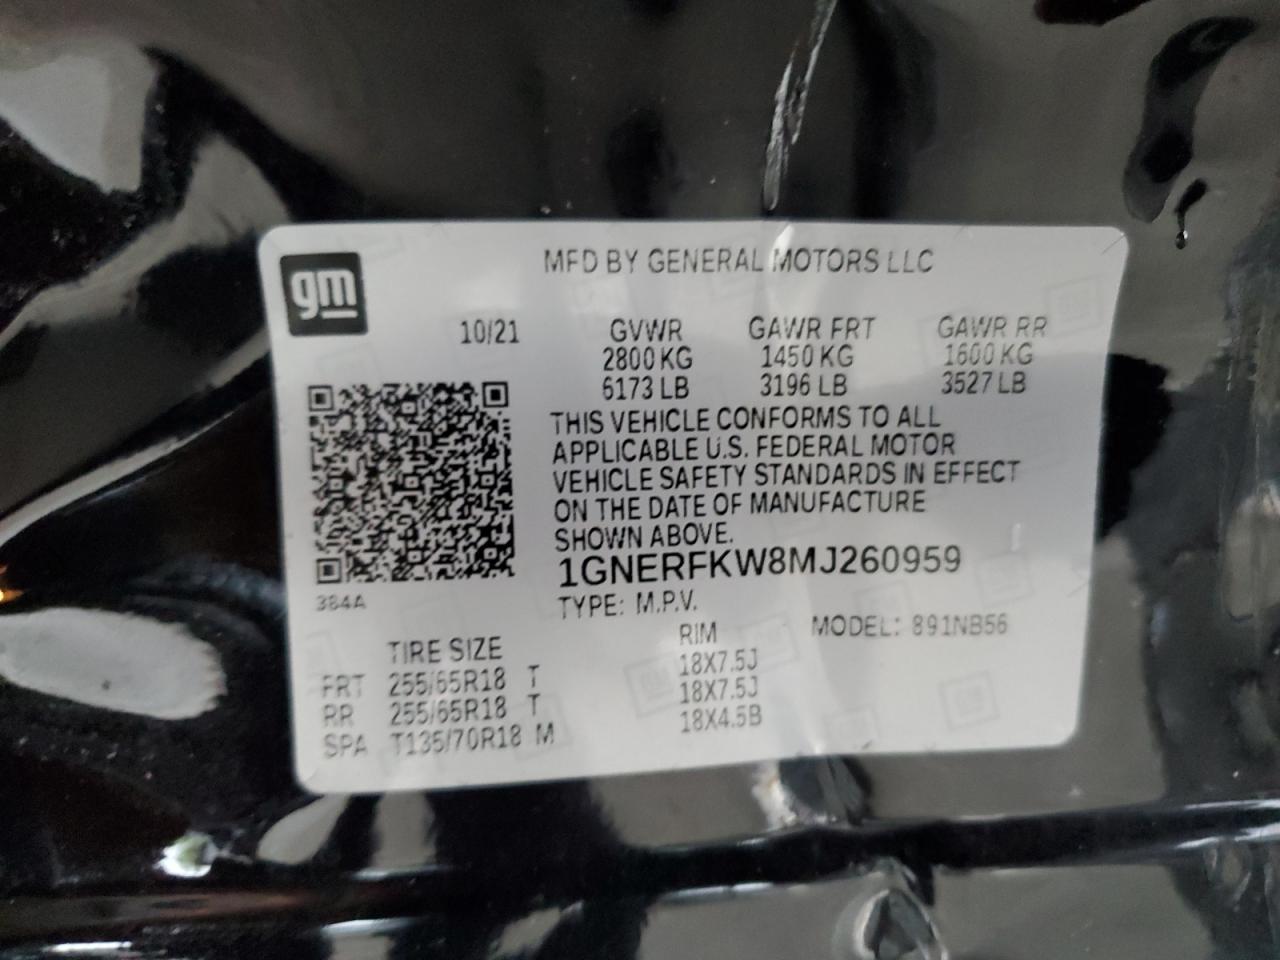 gm
MFD BY GENERAL MOTORS LLC
10/21 GVWR GAWR FRT GAWR RR
2800 KG 1450 KG 1600 KG
6173 LB 3196 LB 3527 LB
THIS VEHICLE CONFORMS TO ALL
APPLICABLE U.S. FEDERAL MOTOR
VEHICLE SAFETY STANDARDS IN EFFECT
ON THE DATE OF MANUFACTURE
SHOWN ABOVE.
1GNERFKW8MJ260959
384A
TYPE: M.P.V.
MODEL: 891NB56
TIRE SIZE RIM
FRT 255/65R18 T 18X7.5J
RR 255/65R18 T 18X7.5J
SPA T135/70R18 M 18X4.5B